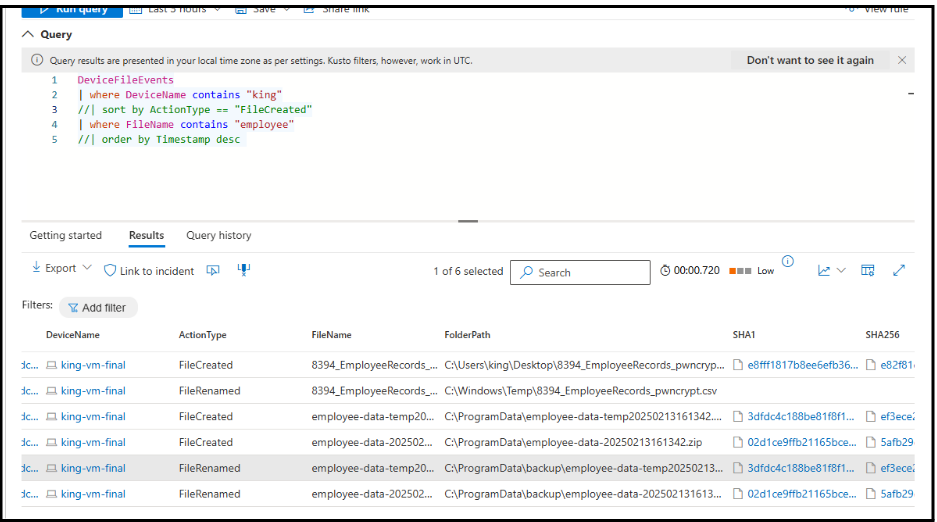 Run query Last 3 hours Save Share link View rule
Query
Query results are presented in your local time zone as per settings. Kusto filters, however, work in UTC. Don't want to see it again
1 DeviceFileEvents
2 | where DeviceName contains "king"
3 //| sort by ActionType == "FileCreated"
4 | where FileName contains "employee"
5 //| order by Timestamp desc
Getting started Results Query history
Export Link to incident 1 of 6 selected Search 00:00.720 Low
Filters: Add filter
DeviceName ActionType FileName FolderPath SHA1 SHA256
dc... king-vm-final FileCreated 8394_EmployeeRecords_... C:\Users\king\Desktop\8394_EmployeeRecords_pwncryp... e8fff1817b8ee6efb36... e82f81
dc... king-vm-final FileRenamed 8394_EmployeeRecords_... C:\Windows\Temp\8394_EmployeeRecords_pwncrypt.csv
dc... king-vm-final FileCreated employee-data-temp20... C:\ProgramData\employee-data-temp20250213161342.... 3dfdc4c188be81f8f1... ef3ece2
dc... king-vm-final FileCreated employee-data-202502... C:\ProgramData\employee-data-20250213161342.zip 02d1ce9ffb21165bce... 5afb29
dc... king-vm-final FileRenamed employee-data-temp20... C:\ProgramData\backup\employee-data-temp20250213... 3dfdc4c188be81f8f1... ef3ece2
dc... king-vm-final FileRenamed employee-data-202502... C:\ProgramData\backup\employee-data-202502131613... 02d1ce9ffb21165bce... 5afb29